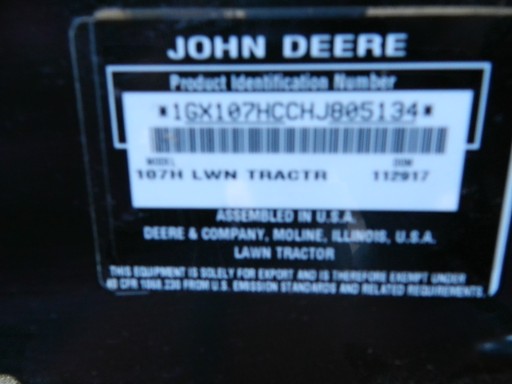 JOHN DEERE
Product Identification Number
*1GX107HCCHJ805134*
MODEL DOM
107H LWN TRACTR 112917
ASSEMBLED IN U.S.A.
DEERE & COMPANY, MOLINE, ILLINOIS, U.S.A.
LAWN TRACTOR
THIS EQUIPMENT IS SOLELY FOR EXPORT AND IS THEREFORE EXEMPT UNDER
40 CFR 1068.230 FROM U.S. EMISSION STANDARDS AND RELATED REQUIREMENTS.